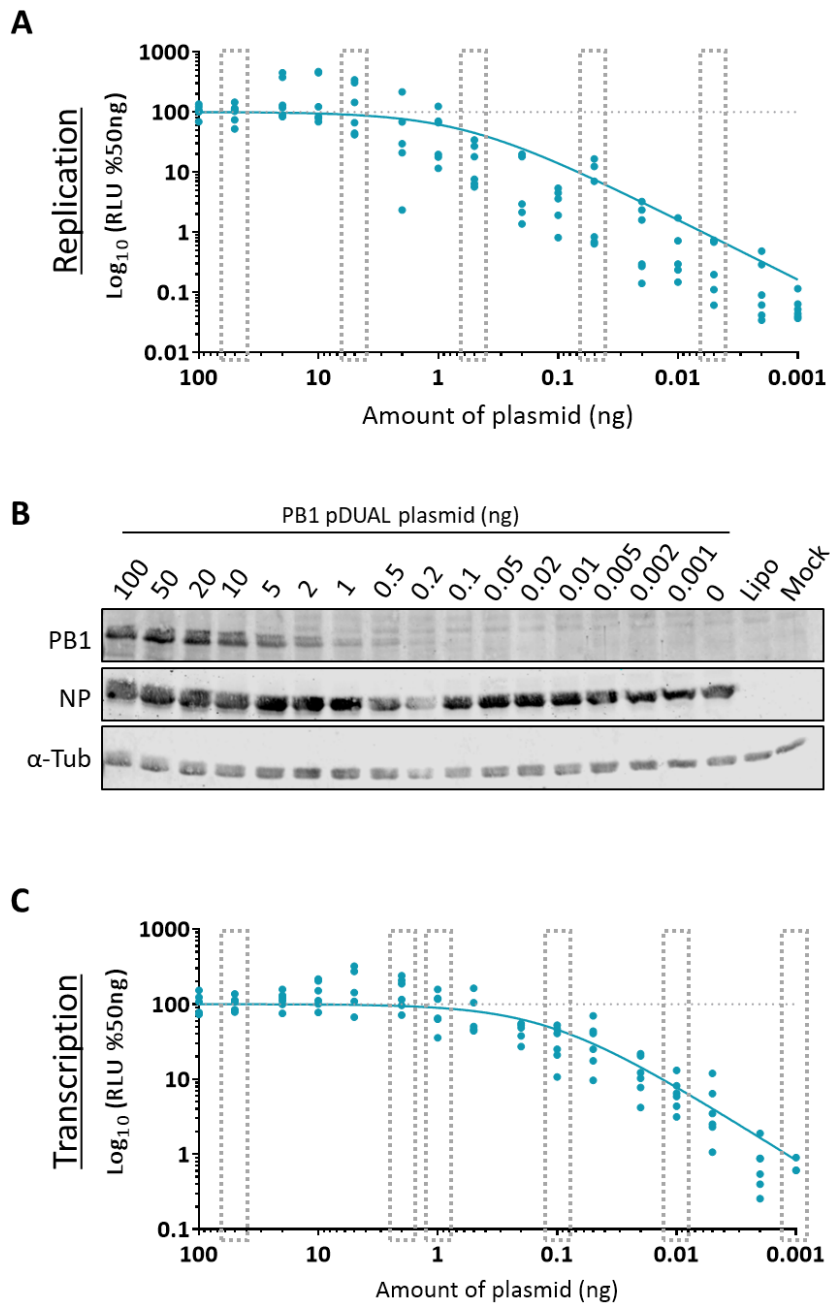 A
Replication
Log10 (RLU %50ng)
1000
100
10
1
0.1
0.01
100 10 1 0.1 0.01 0.001
Amount of plasmid (ng)
B
PB1 pDUAL plasmid (ng)
100 50 20 10 5 2 1 0.5 0.2 0.1 0.05 0.02 0.01 0.005 0.002 0.001 0 Lipo Mock
PB1
NP
α-Tub
C
Transcription
Log10 (RLU %50ng)
1000
100
10
1
0.1
100 10 1 0.1 0.01 0.001
Amount of plasmid (ng)